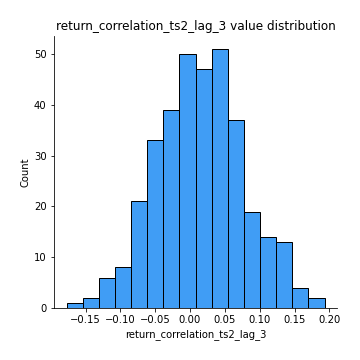 return_correlation_ts2_lag_3 value distribution
50
40
30
20
10
0
Count
−0.15 −0.10 −0.05 0.00 0.05 0.10 0.15 0.20
return_correlation_ts2_lag_3